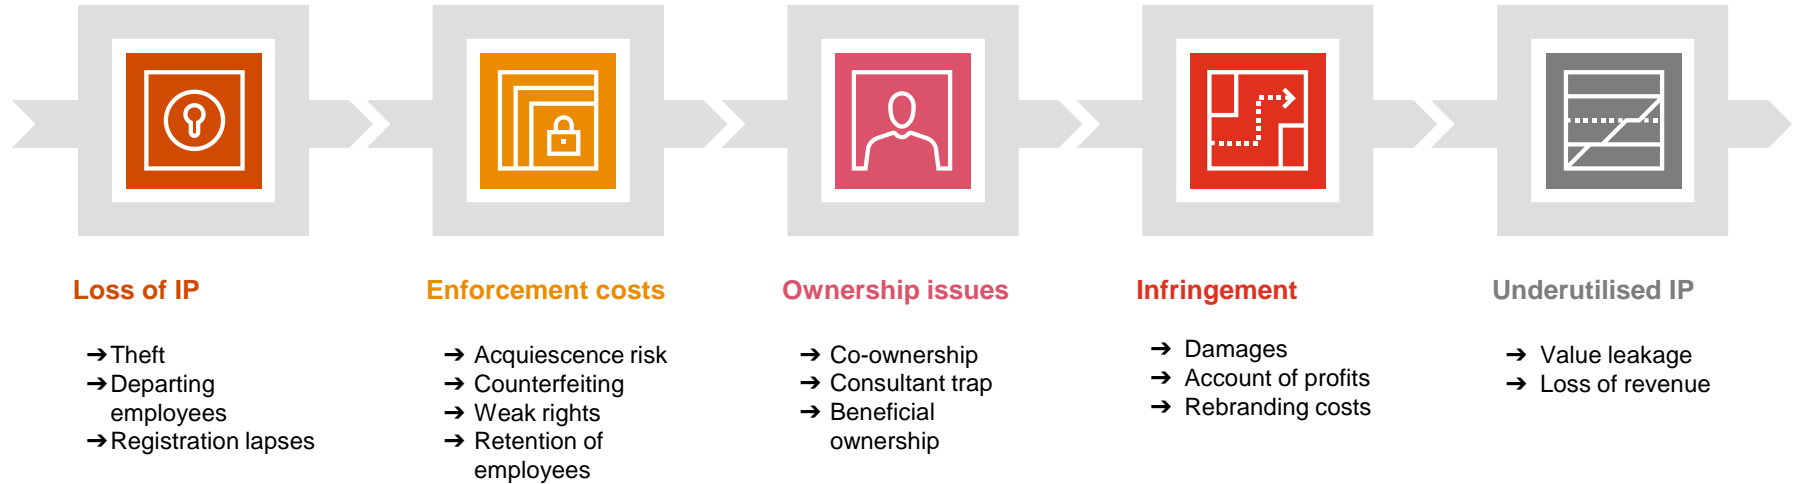 Loss of IP
➔Theft
➔Departing
employees
➔Registration lapses
Enforcement costs
➔ Acquiescence risk
➔ Counterfeiting
➔ Weak rights
➔ Retention of
employees
Ownership issues
➔ Co-ownership
➔ Consultant trap
➔ Beneficial
ownership
Infringement
➔ Damages
➔ Account of profits
➔ Rebranding costs
Underutilised IP
➔ Value leakage
➔ Loss of revenue